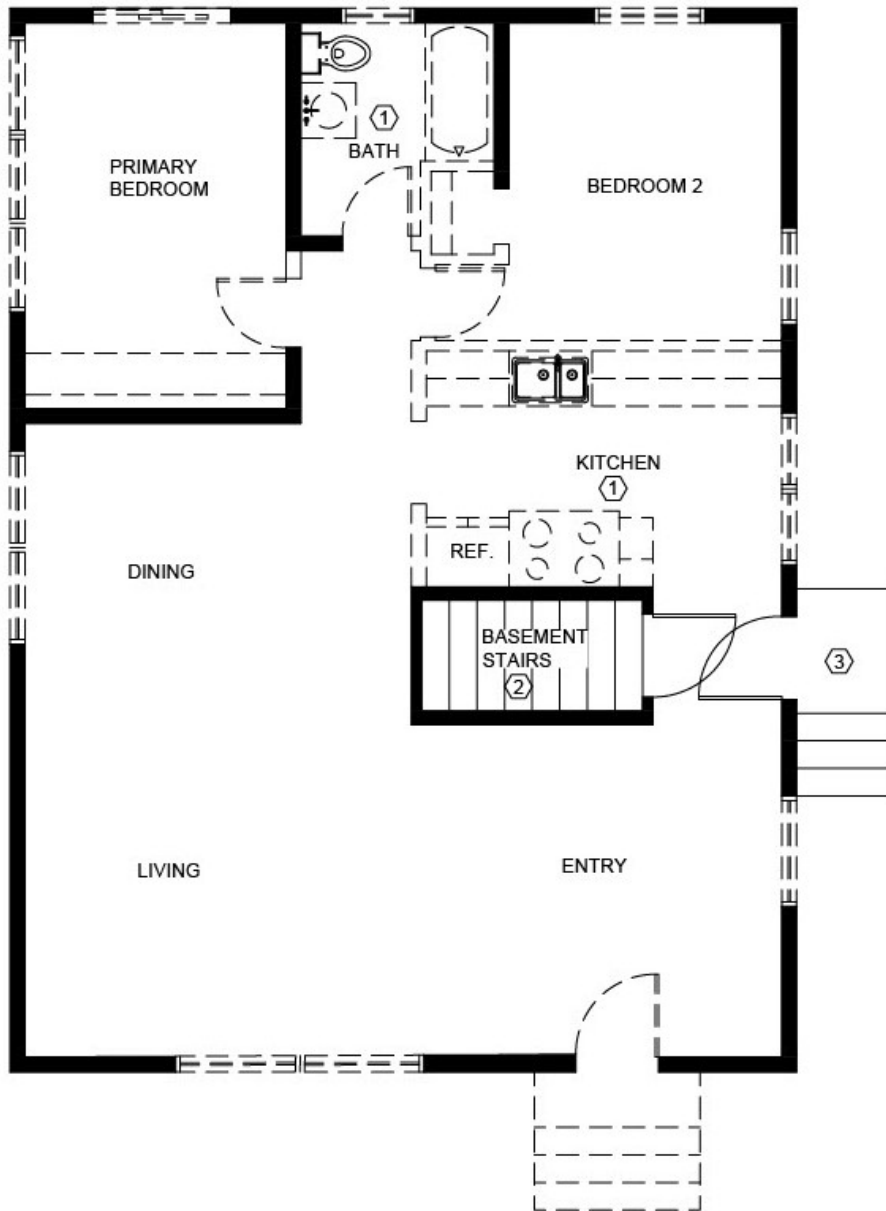 1
BATH
PRIMARY
BEDROOM
BEDROOM 2
KITCHEN
1
REF.
DINING
BASEMENT
STAIRS
2
3
LIVING
ENTRY